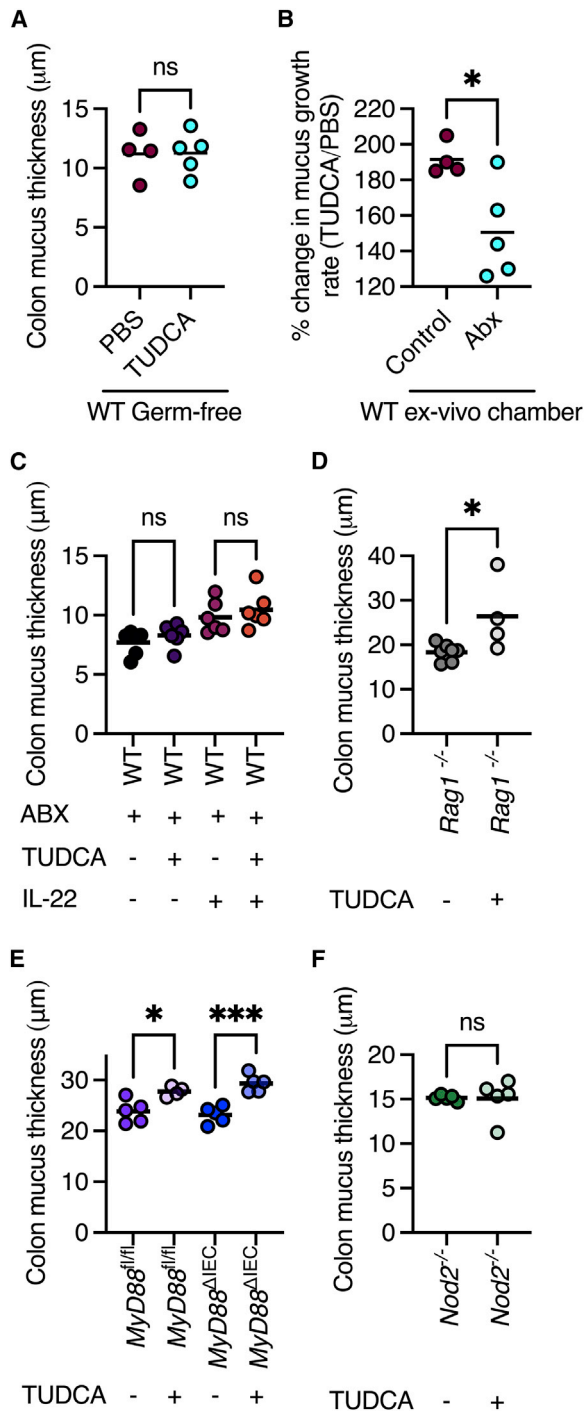 A
Colon mucus thickness (μm)
ns
15
10
5
0
PBS
TUDCA
WT Germ-free
B
% change in mucus growth
rate (TUDCA/PBS)
*
220
200
180
160
140
120
Control
Abx
WT ex-vivo chamber
C
Colon mucus thickness (μm)
ns ns
15
10
5
0
WT WT WT WT
ABX + + + +
TUDCA - + - +
IL-22 - - + +
D
Colon mucus thickness (μm)
*
40
30
20
10
0
Rag1 -/- Rag1 -/-
TUDCA - +
E
Colon mucus thickness (μm)
* ***
30
20
10
0
MyD88fl/fl MyD88fl/fl MyD88ΔIEC MyD88ΔIEC
TUDCA - + - +
F
Colon mucus thickness (μm)
ns
20
15
10
5
0
Nod2-/- Nod2-/-
TUDCA - +